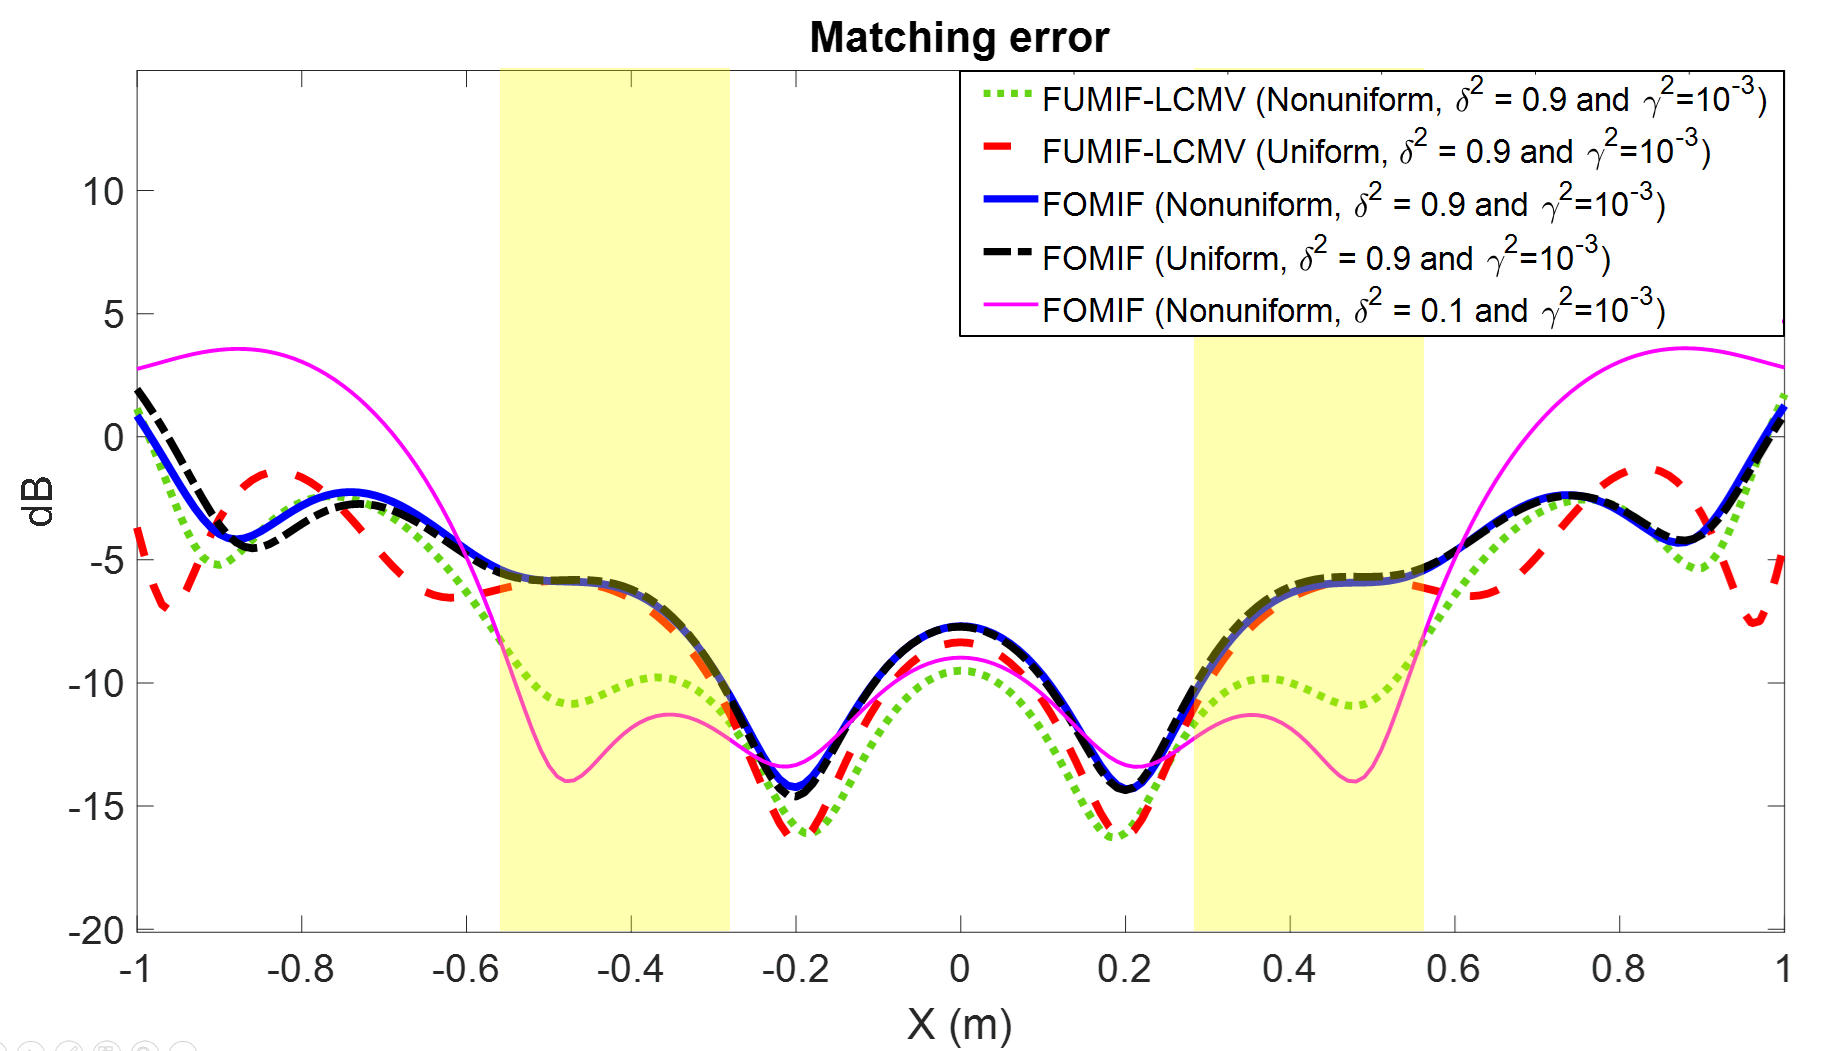 Matching error
FUMIF-LCMV (Nonuniform, δ² = 0.9 and γ²=10⁻³)
FUMIF-LCMV (Uniform, δ² = 0.9 and γ²=10⁻³)
FOMIF (Nonuniform, δ² = 0.9 and γ²=10⁻³)
FOMIF (Uniform, δ² = 0.9 and γ²=10⁻³)
FOMIF (Nonuniform, δ² = 0.1 and γ²=10⁻³)
10
5
0
-5
-10
-15
-20
dB
-1 -0.8 -0.6 -0.4 -0.2 0 0.2 0.4 0.6 0.8 1
X (m)